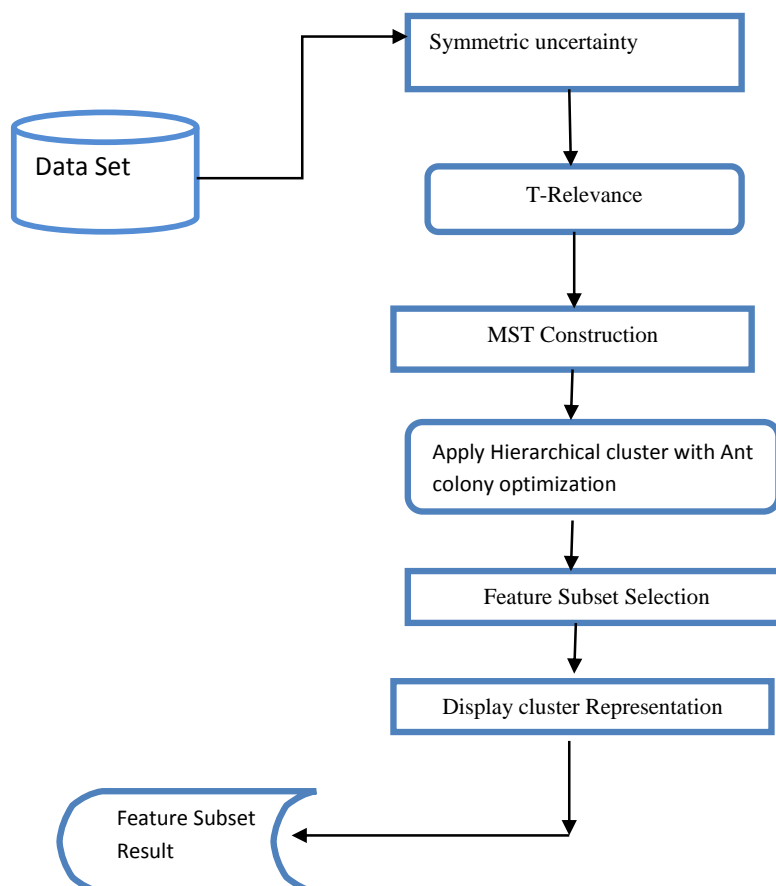 Symmetric uncertainty
Data Set
T-Relevance
MST Construction
Apply Hierarchical cluster with Ant
colony optimization
Feature Subset Selection
Display cluster Representation
Feature Subset
Result